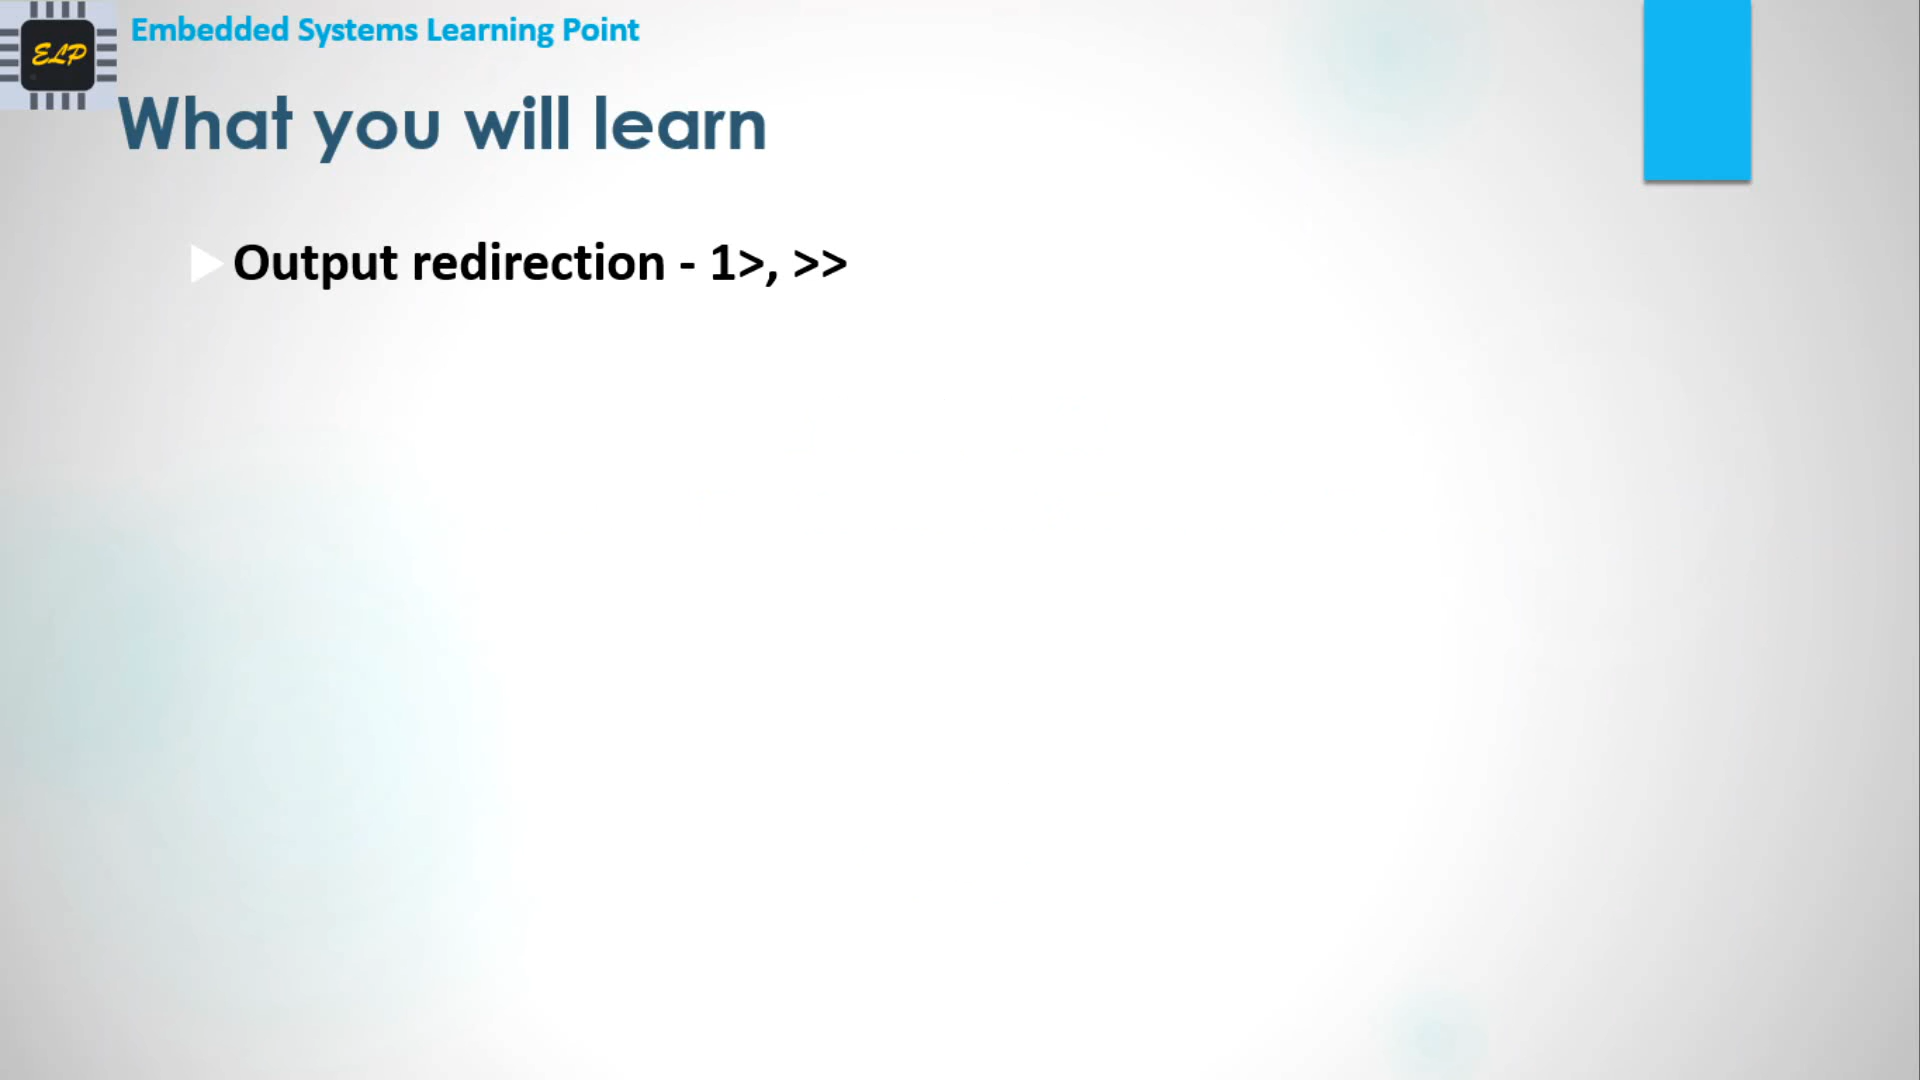 ELP
Embedded Systems Learning Point
What you will learn
Output redirection - 1>, >>